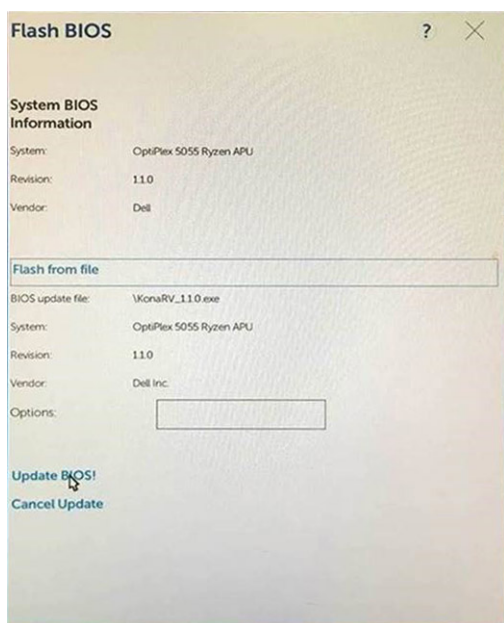 Flash BIOS ?
System BIOS
Information
System: OptiPlex 5055 Ryzen APU
Revision: 1.1.0
Vendor: Dell
Flash from file
BIOS update file: \KonaRV_1.1.0.exe
System: OptiPlex 5055 Ryzen APU
Revision: 1.1.0
Vendor: Dell Inc.
Options:
Update BIOS!
Cancel Update